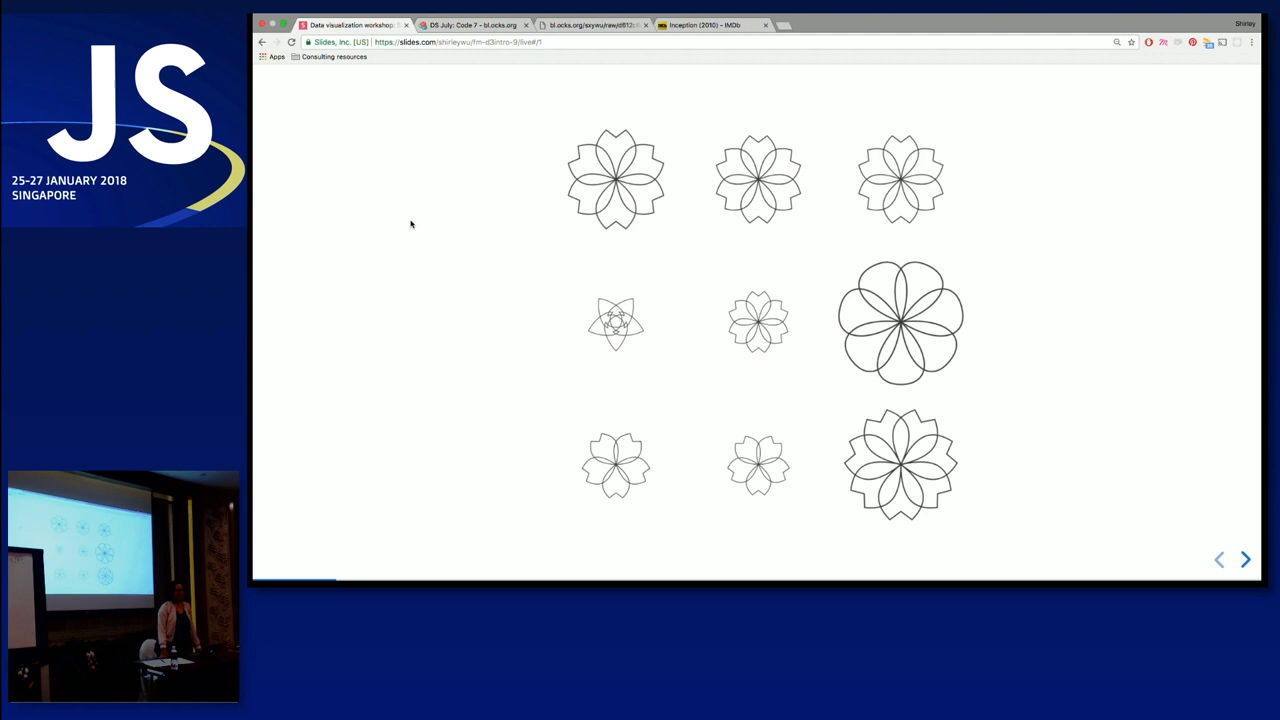 JS
25-27 JANUARY 2018
SINGAPORE
Data visualization workshop:
DS July: Code 7 - bl.ocks.org
bl.ocks.org/sxywu/raw/d612c
Inception (2010) - IMDb
Shirley
Slides, Inc. [US]
https://slides.com/shirleywu/fm-d3intro-9/live#/1
Apps
Consulting resources